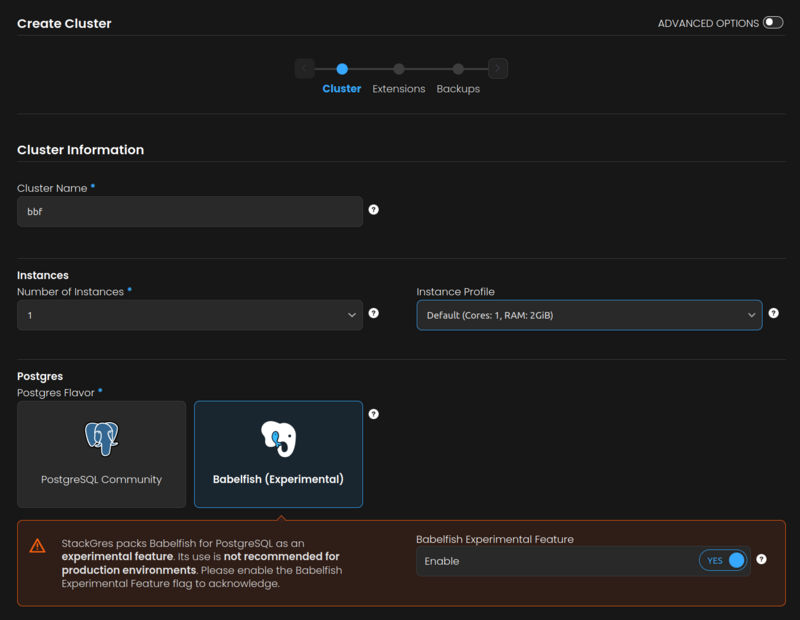 Create Cluster
ADVANCED OPTIONS
Cluster
Extensions
Backups
Cluster Information
Cluster Name *
bbf
?
Instances
Number of Instances *
1
?
Instance Profile
Default (Cores: 1, RAM: 2GiB)
?
Postgres
Postgres Flavor *
PostgreSQL Community
Babelfish (Experimental)
?
StackGres packs Babelfish for PostgreSQL as an
experimental feature. Its use is not recommended for
production environments. Please enable the Babelfish
Experimental Feature flag to acknowledge.
Babelfish Experimental Feature
Enable
YES
?